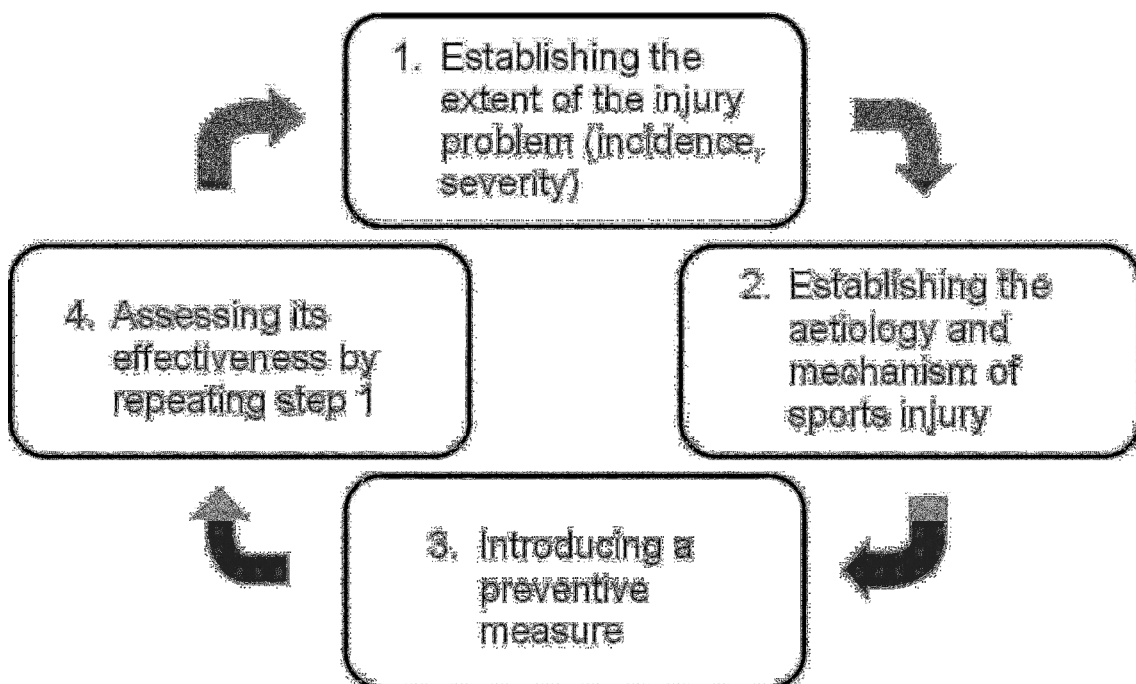 1. Establishing the
extent of the injury
problem (incidence,
severity)
2. Establishing the
aetiology and
mechanism of
sports injury
3. Introducing a
preventive
measure
4. Assessing its
effectiveness by
repeating step 1